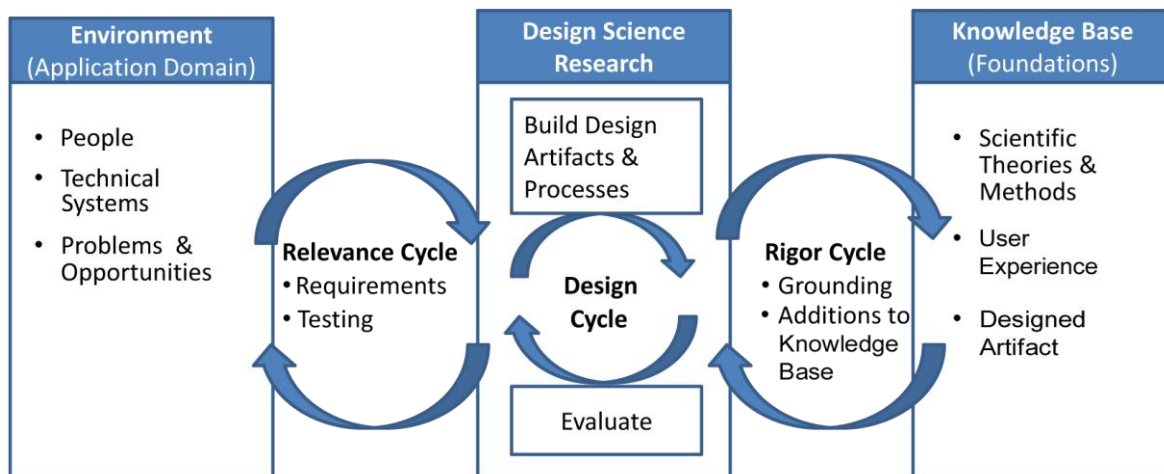 Environment
(Application Domain)
• People
• Technical
Systems
• Problems &
Opportunities
Relevance Cycle
• Requirements
• Testing
Design Science
Research
Build Design
Artifacts &
Processes
Design
Cycle
Evaluate
Rigor Cycle
• Grounding
• Additions to
Knowledge
Base
Knowledge Base
(Foundations)
• Scientific
Theories &
Methods
• User
Experience
• Designed
Artifact